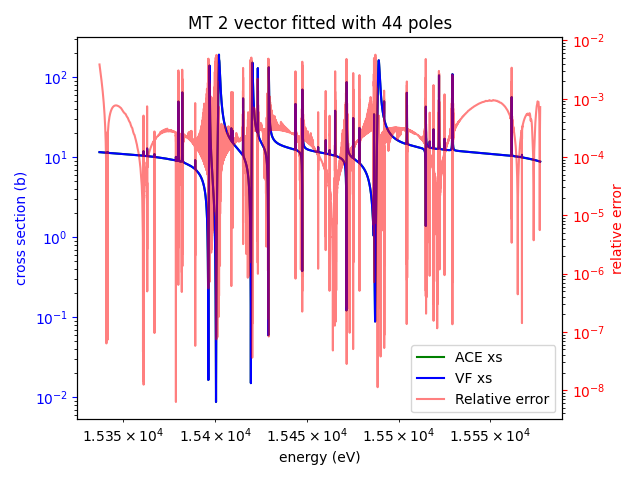 MT 2 vector fitted with 44 poles
cross section (b)
10²
10¹
10⁰
10⁻¹
10⁻²
10⁻²
10⁻³
10⁻⁴
10⁻⁵
10⁻⁶
10⁻⁷
10⁻⁸
relative error
ACE xs
VF xs
Relative error
1.535 × 10⁴ 1.54 × 10⁴ 1.545 × 10⁴ 1.55 × 10⁴ 1.555 × 10⁴
energy (eV)